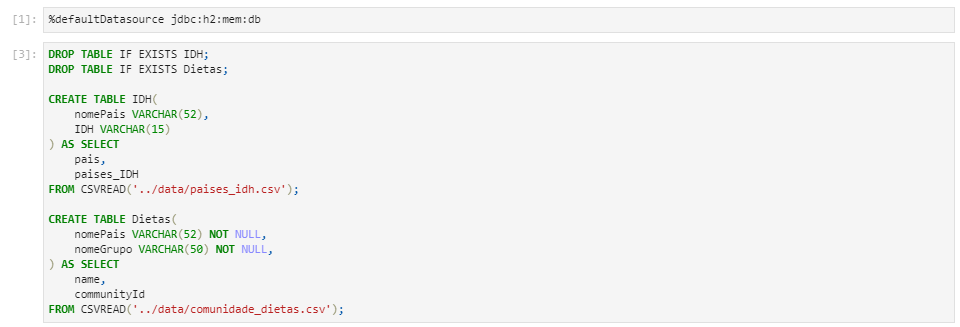 [1]: %defaultDatasource jdbc:h2:mem:db
[3]: DROP TABLE IF EXISTS IDH;
DROP TABLE IF EXISTS Dietas;
CREATE TABLE IDH(
nomePais VARCHAR(52),
IDH VARCHAR(15)
) AS SELECT
pais,
paises_IDH
FROM CSVREAD('../data/paises_idh.csv');
CREATE TABLE Dietas(
nomePais VARCHAR(52) NOT NULL,
nomeGrupo VARCHAR(50) NOT NULL,
) AS SELECT
name,
communityId
FROM CSVREAD('../data/comunidade_dietas.csv');